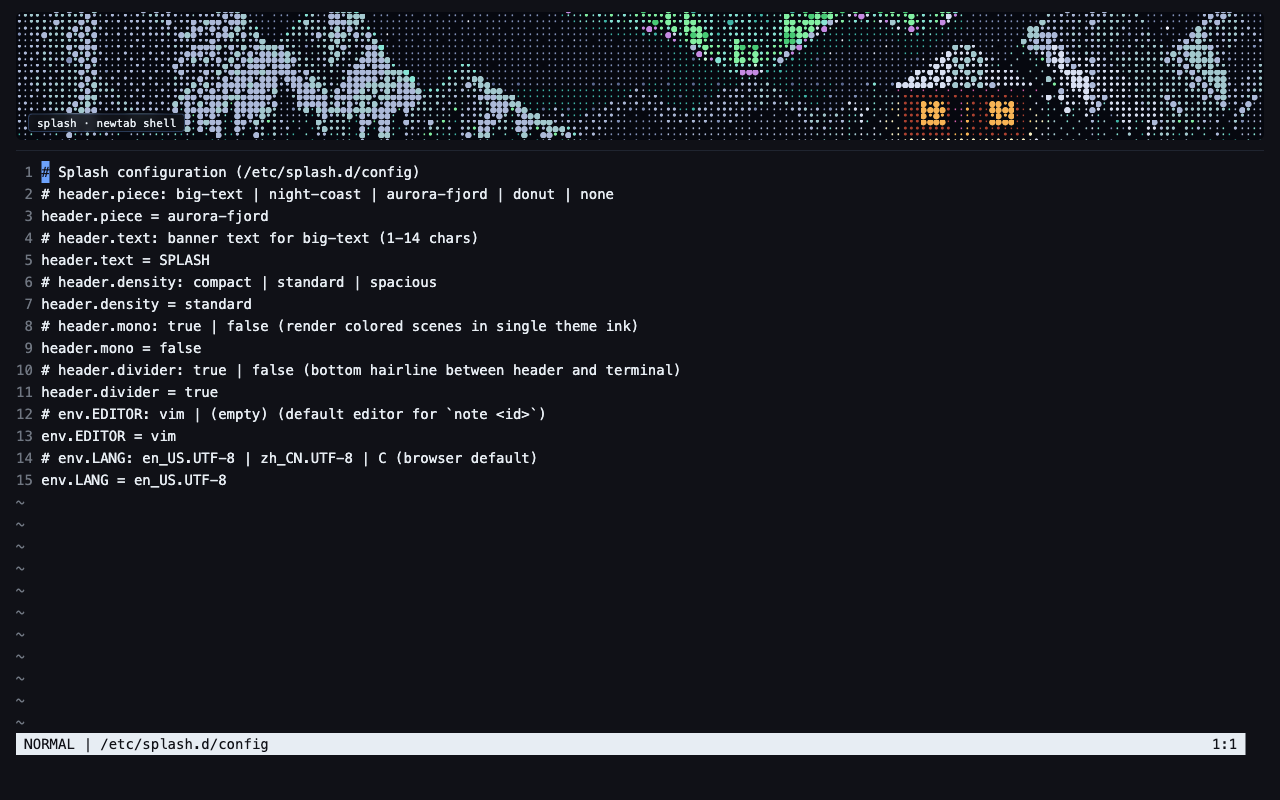 splash · newtab shell
1 # Splash configuration (/etc/splash.d/config)
2 # header.piece: big-text | night-coast | aurora-fjord | donut | none
3 header.piece = aurora-fjord
4 # header.text: banner text for big-text (1-14 chars)
5 header.text = SPLASH
6 # header.density: compact | standard | spacious
7 header.density = standard
8 # header.mono: true | false (render colored scenes in single theme ink)
9 header.mono = false
10 # header.divider: true | false (bottom hairline between header and terminal)
11 header.divider = true
12 # env.EDITOR: vim | (empty) (default editor for `note <id>`)
13 env.EDITOR = vim
14 # env.LANG: en_US.UTF-8 | zh_CN.UTF-8 | C (browser default)
15 env.LANG = en_US.UTF-8
~
~
~
~
~
~
~
~
~
~
~
NORMAL | /etc/splash.d/config 1:1